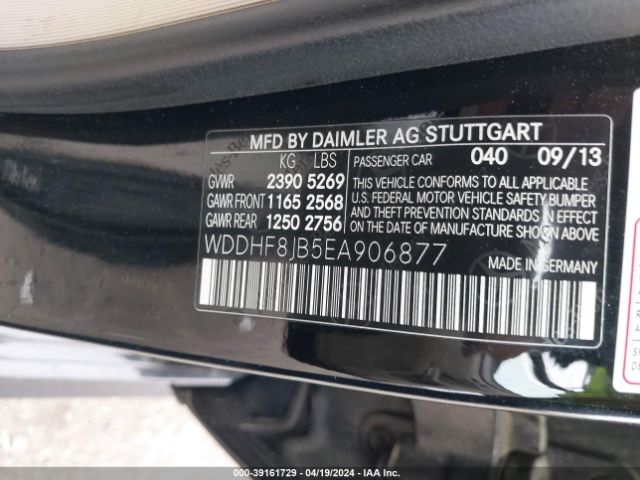 MFD BY DAIMLER AG STUTTGART
KG LBS PASSENGER CAR 040 09/13
GVWR 2390 5269
GAWR FRONT 1165 2568
GAWR REAR 1250 2756
THIS VEHICLE CONFORMS TO ALL APPLICABLE
U.S. FEDERAL MOTOR VEHICLE SAFETY BUMPER
AND THEFT PREVENTION STANDARDS IN EFFECT
ON THE DATE OF MANUFACTURE SHOWN ABOVE
WDDHF8JB5EA906877
MADE IN GERMANY
000-39161729 - 04/19/2024 - IAA Inc.